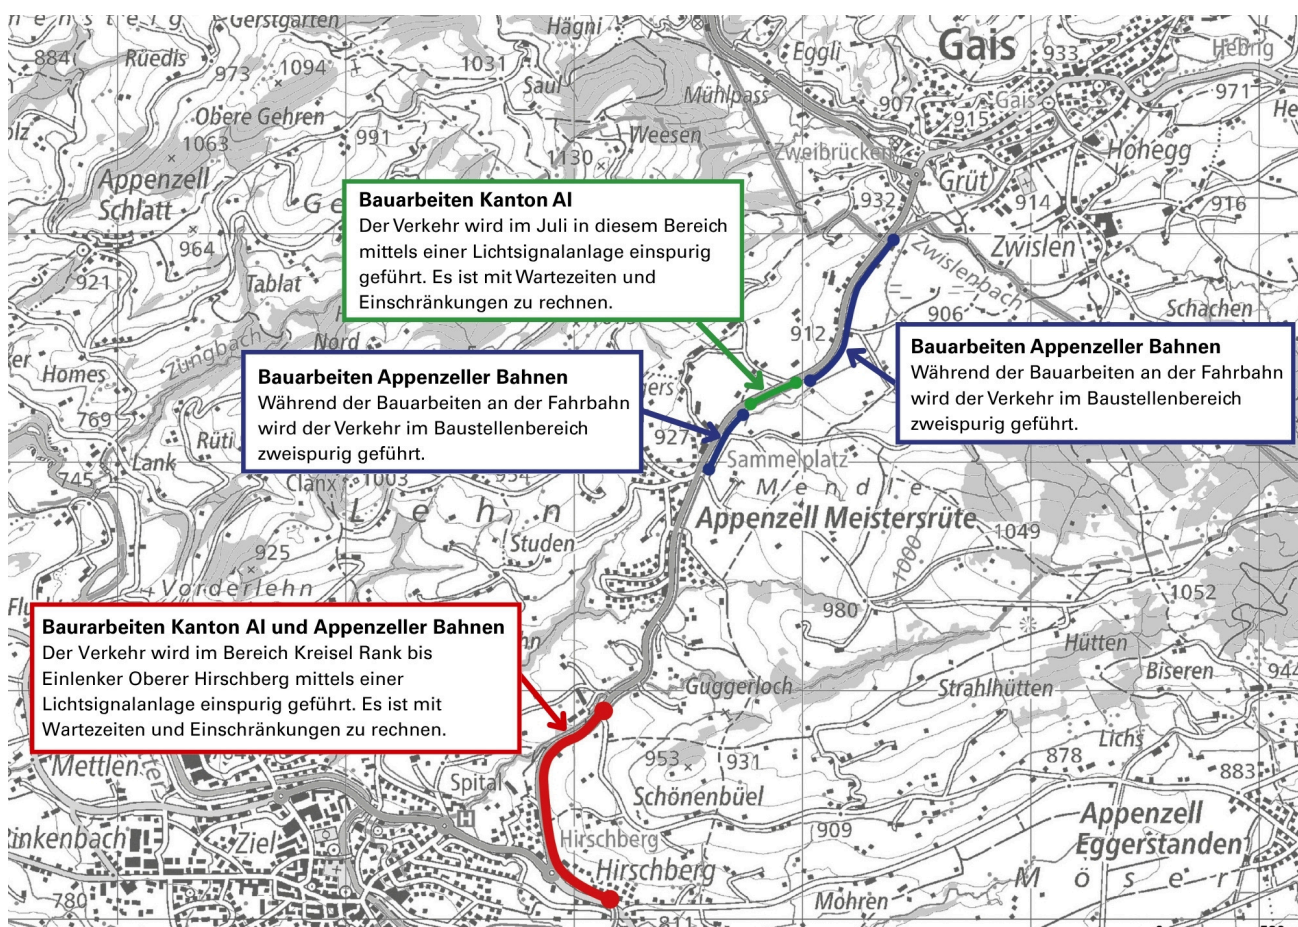 Gerstgarten
Hägni
Gais
Eggli
933
Hebrig
884
Rüedis
973
1094
1031
Saul
Mühlpass
907
Gais
971
915
Obere Gehren
991
Weesen
1063
1130
Zweibrücken
Hohegg
Appenzell
Schlatt
Grüt
932
914
916
964
Zwislen
Zwislenbach
921
Tablat
906
Schachen
912
Bauarbeiten Kanton AI
Der Verkehr wird im Juli in diesem Bereich
mittels einer Lichtsignalanlage einspurig
geführt. Es ist mit Wartezeiten und
Einschränkungen zu rechnen.
Nord
Zungbach
Homes
Bauarbeiten Appenzeller Bahnen
Während der Bauarbeiten an der Fahrbahn
wird der Verkehr im Baustellenbereich
zweispurig geführt.
Bauarbeiten Appenzeller Bahnen
Während der Bauarbeiten an der Fahrbahn
wird der Verkehr im Baustellenbereich
zweispurig geführt.
769
Rüti
927
Lank
Sammelplatz
745
Clanx
1003
954
Mendle
Lehn
Appenzell Meistersrüte
1049
1000
Studen
925
Vorderlehn
1052
980
Hütten
Biseren
944
Baurarbeiten Kanton AI und Appenzeller Bahnen
Der Verkehr wird im Bereich Kreisel Rank bis
Einlenker Oberer Hirschberg mittels einer
Lichtsignalanlage einspurig geführt. Es ist mit
Wartezeiten und Einschränkungen zu rechnen.
Guggerloch
Strahlhütten
Lichs
953
931
878
883
Mettlen
Spital
Schönenbüel
H
909
Appenzell
Eggerstanden
inkenbach
Ziel
Hirschberg
Hirschberg
Möser
780
Möhren
811